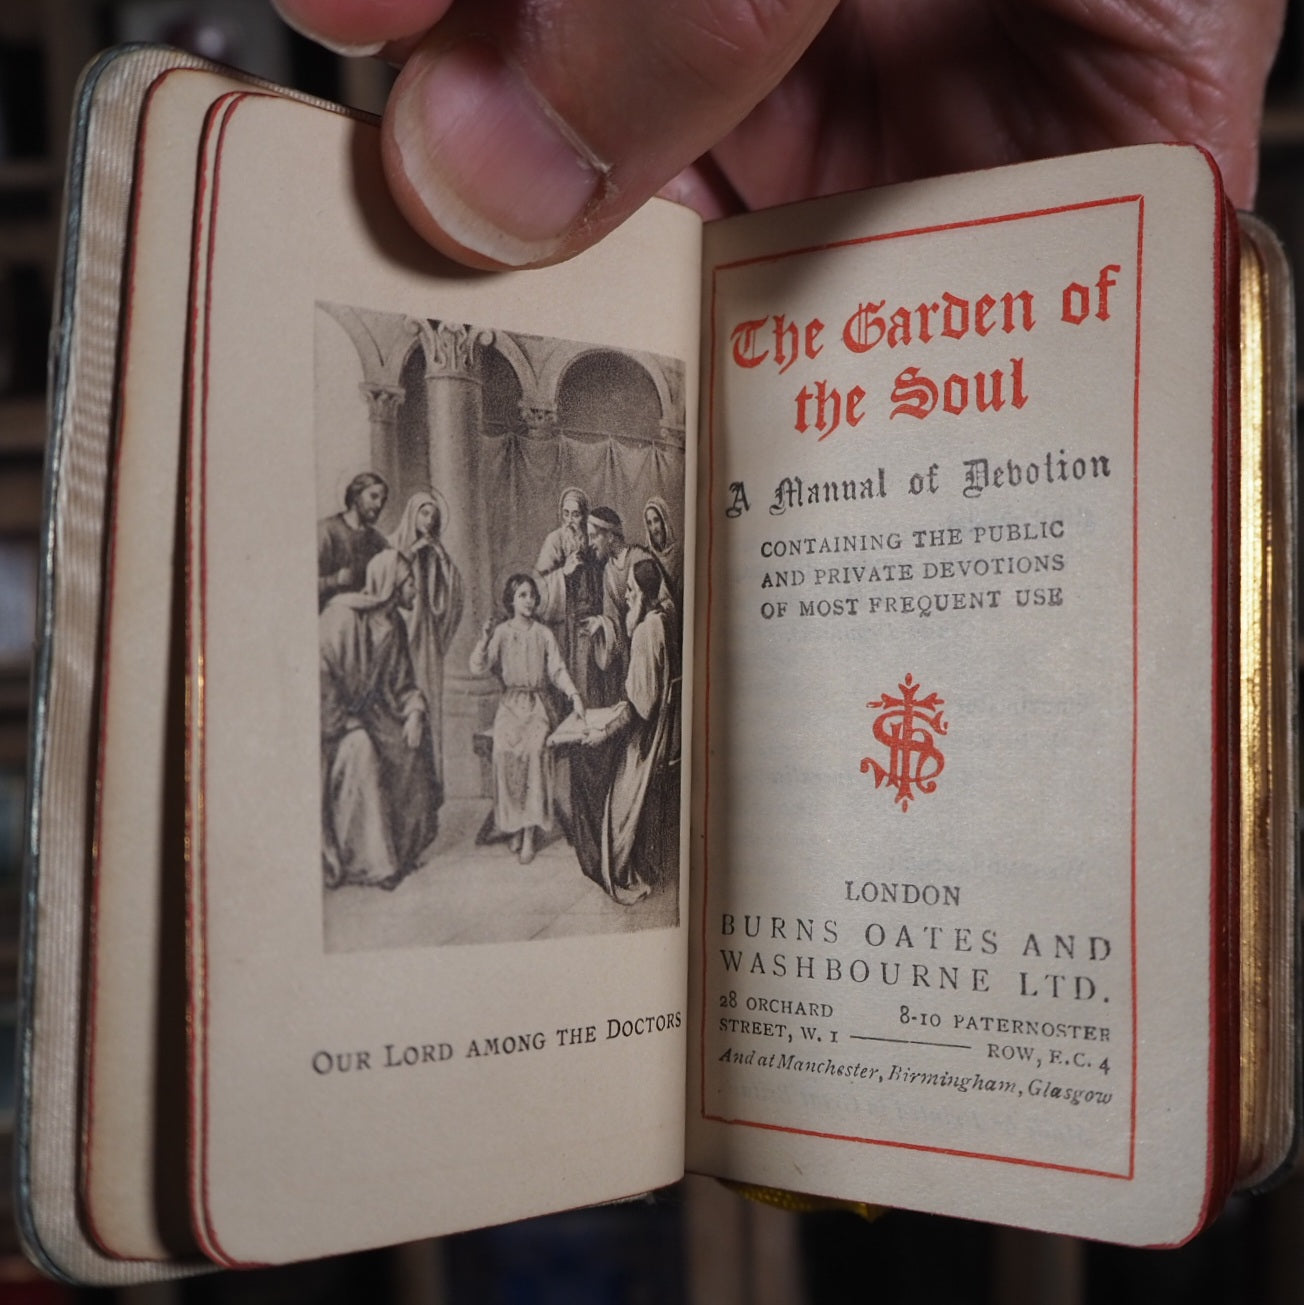 OUR LORD AMONG THE DOCTORS
The Garden of
the Soul
A Manual of Devotion
CONTAINING THE PUBLIC
AND PRIVATE DEVOTIONS
OF MOST FREQUENT USE
IHS
LONDON
BURNS OATES AND
WASHBOURNE LTD.
28 ORCHARD 8-10 PATERNOSTER
STREET, W. 1 ROW, E.C. 4
And at Manchester, Birmingham, Glasgow